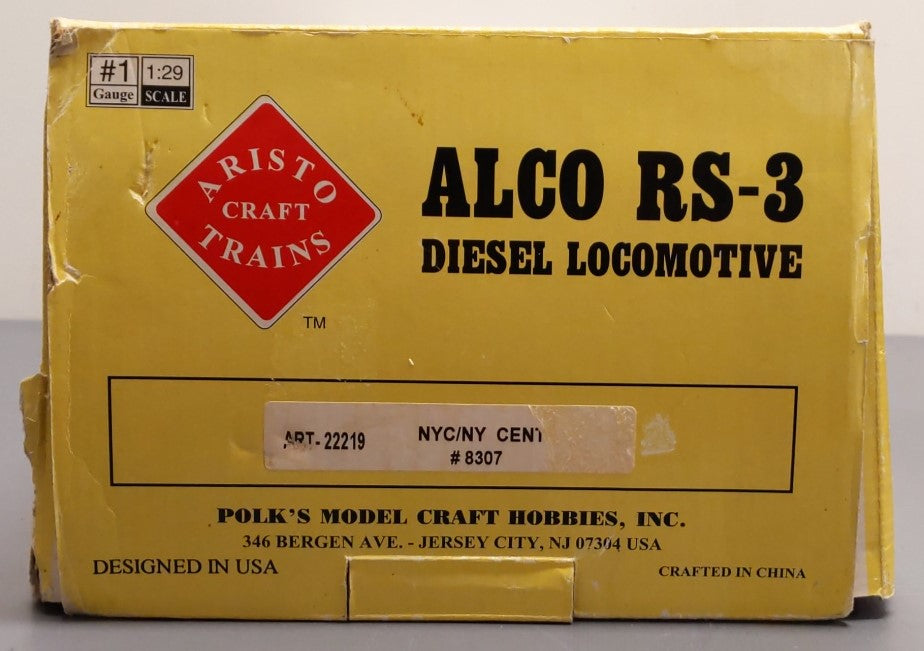 #1 1:29
Gauge SCALE
ARISTO
CRAFT
TRAINS
TM
ALCO RS-3
DIESEL LOCOMOTIVE
ART-22219 NYC/NY CENT
# 8307
POLK'S MODEL CRAFT HOBBIES, INC.
346 BERGEN AVE. - JERSEY CITY, NJ 07304 USA
DESIGNED IN USA
CRAFTED IN CHINA